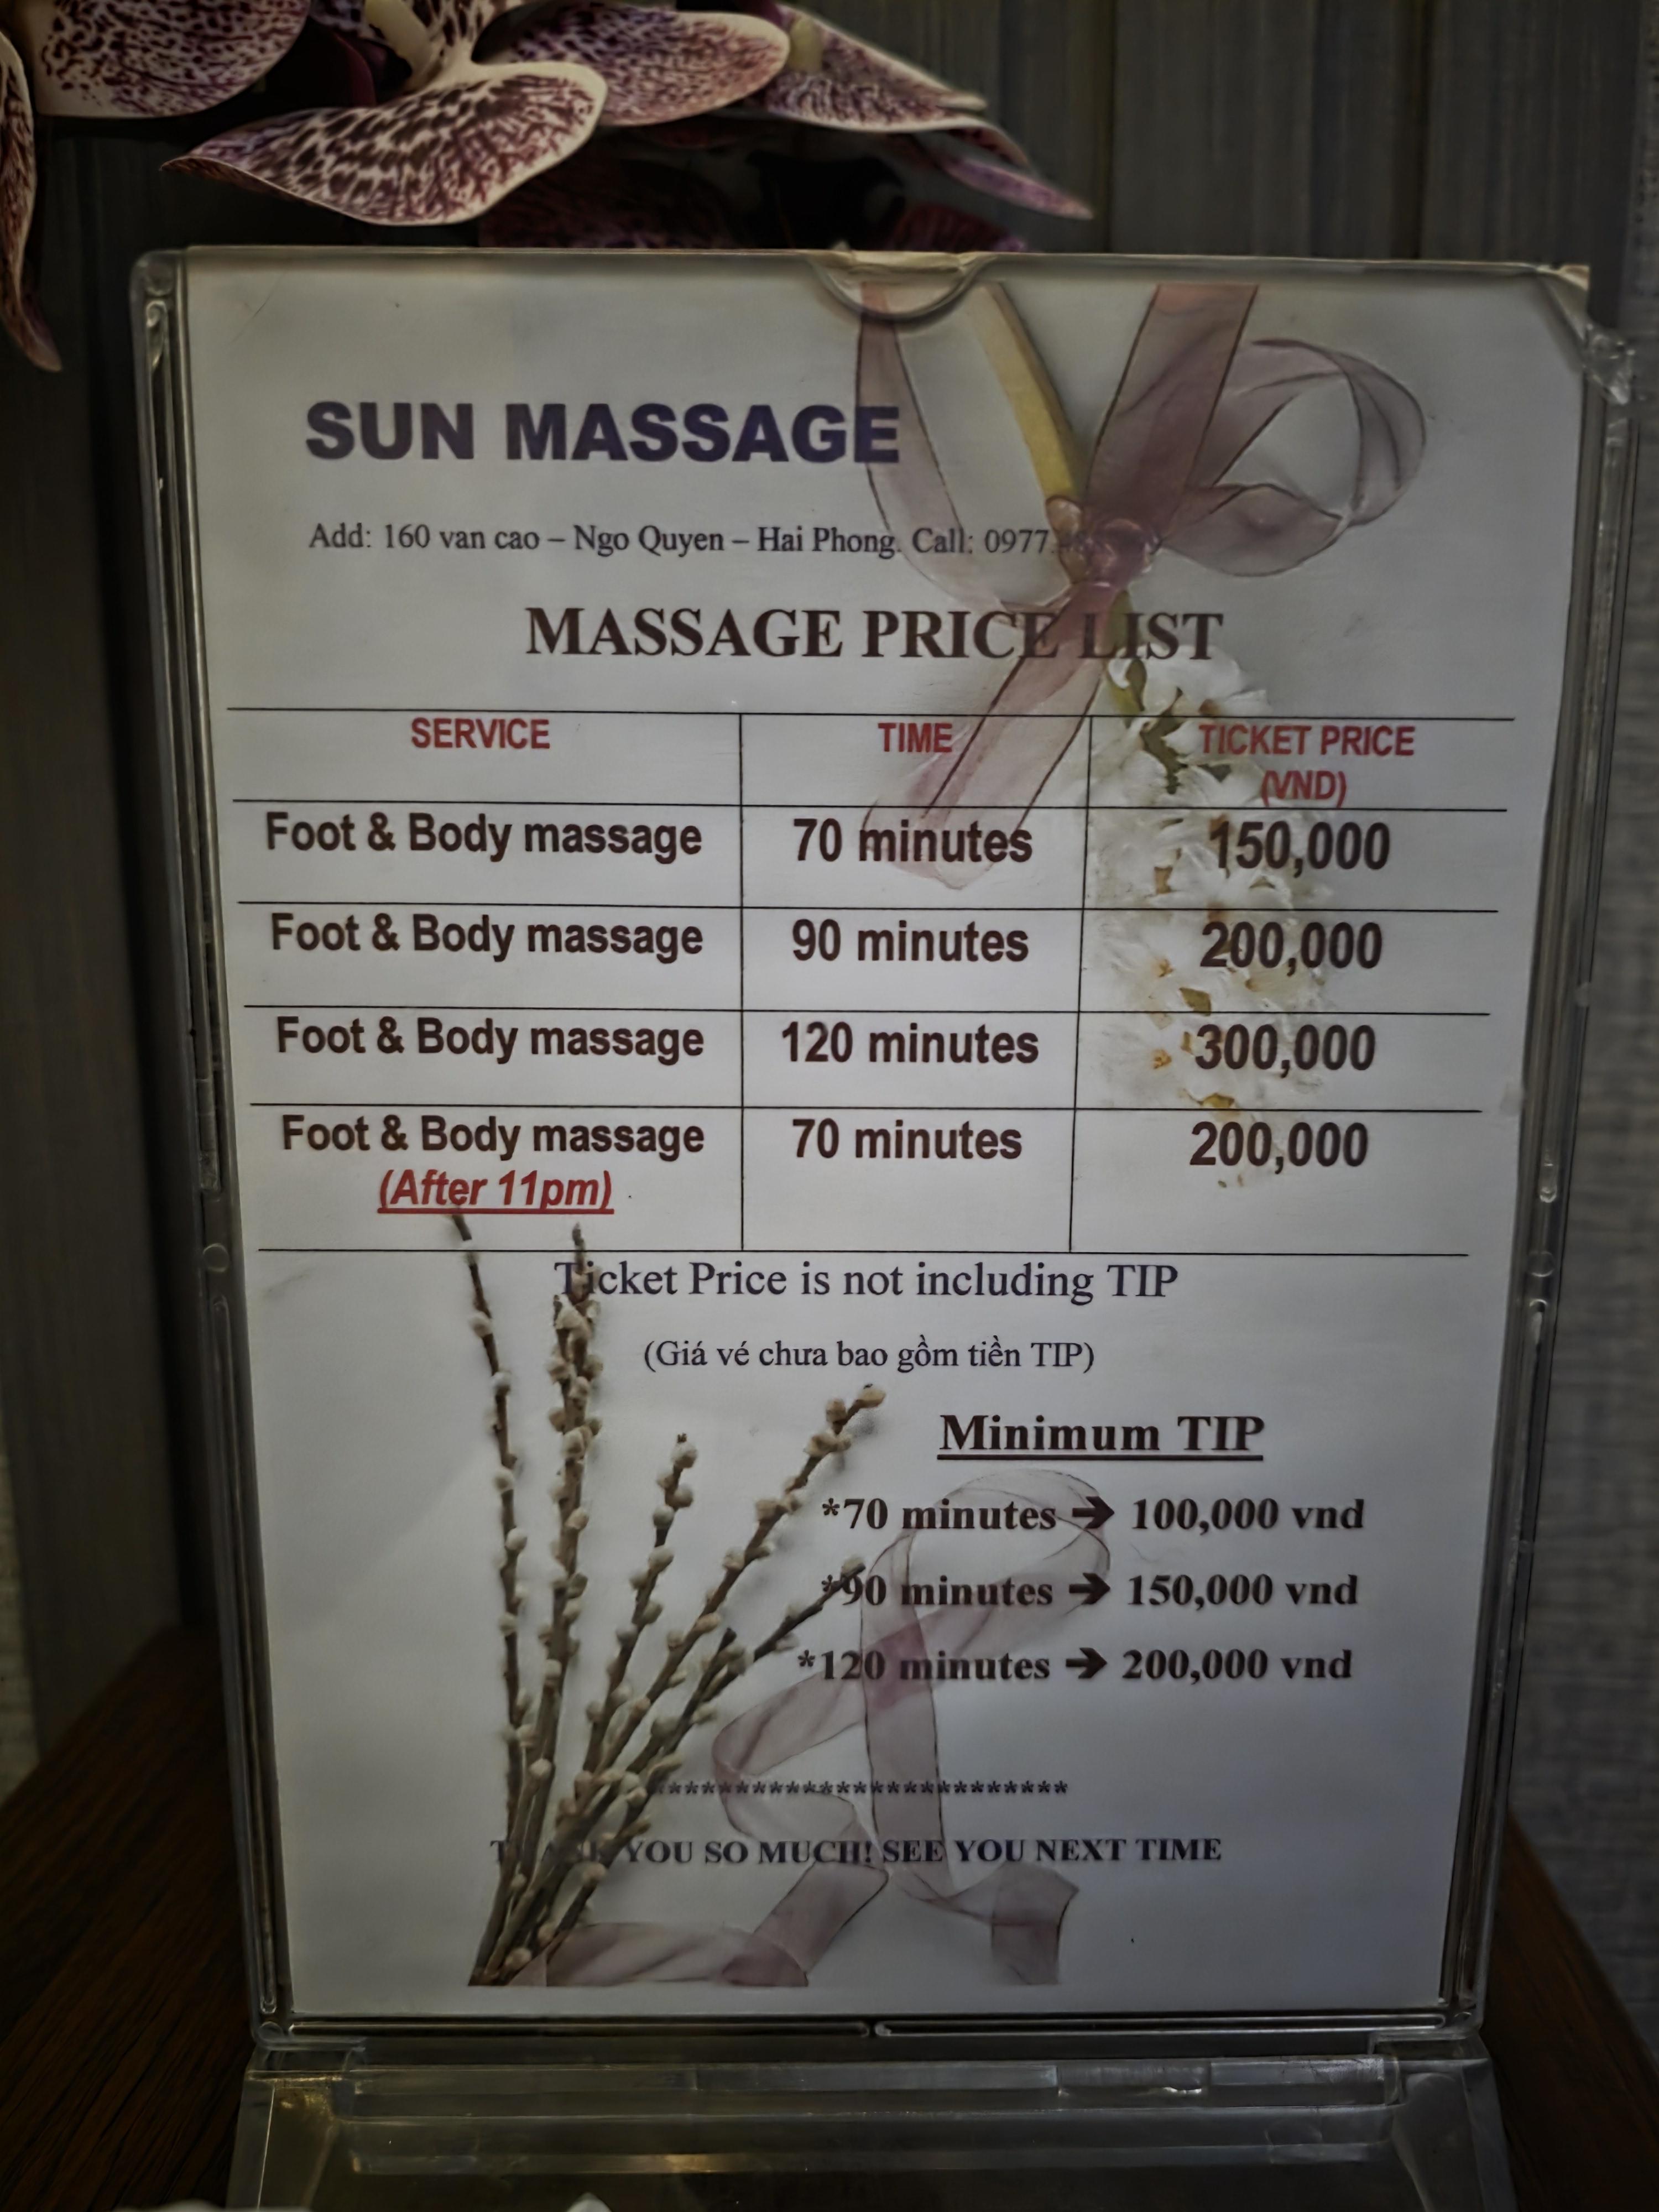 SUN MASSAGE
Add: 160 van cao – Ngo Quyen – Hai Phong. Call: 0977
MASSAGE PRICE LIST
SERVICE TIME TICKET PRICE
(VND)
Foot & Body massage 70 minutes 150,000
Foot & Body massage 90 minutes 200,000
Foot & Body massage 120 minutes 300,000
Foot & Body massage 70 minutes 200,000
(After 11pm)
Ticket Price is not including TIP
(Giá vé chưa bao gồm tiền TIP)
Minimum TIP
*70 minutes ➔ 100,000 vnd
*90 minutes ➔ 150,000 vnd
*120 minutes ➔ 200,000 vnd
*************************
THANK YOU SO MUCH! SEE YOU NEXT TIME